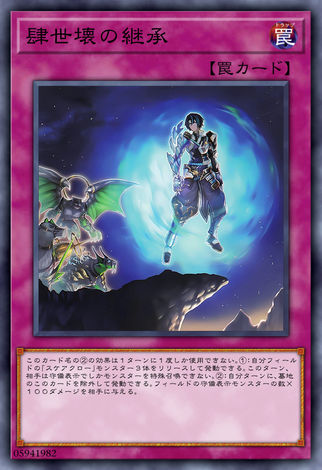 肆世壊の継承
トラップ
罠
【罠カード】
このカード名の②の効果は１ターンに１度しか使用できない。①：自分フィール
ドの「スケアクロー」モンスター３体をリリースして発動できる。このターン、
相手は守備表示でしかモンスターを特殊召喚できない。②：自分ターンに、墓地
のこのカードを除外して発動できる。フィールドの守備表示モンスターの数×
１００ダメージを相手に与える。
05941982